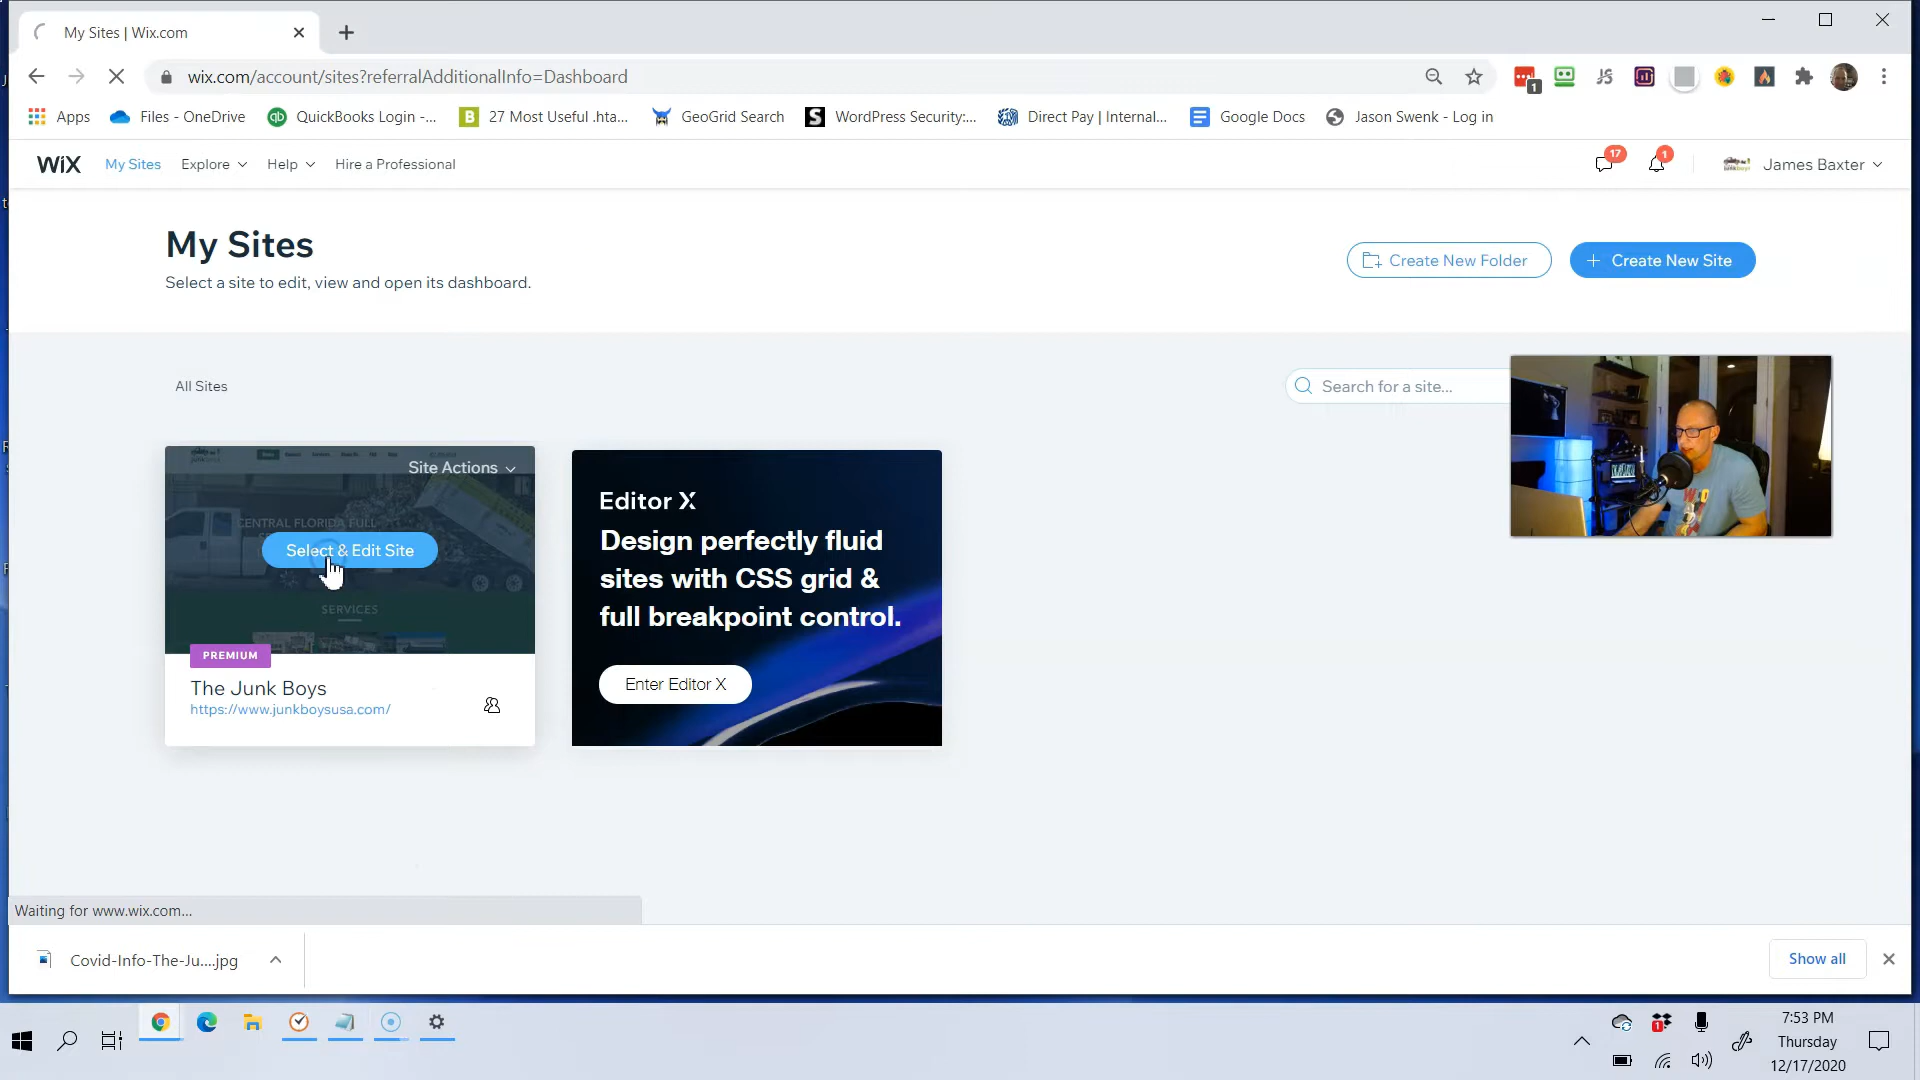 My Sites | Wix.com
wix.com/account/sites?referralAdditionalInfo=Dashboard
1
Apps
Files - OneDrive
QuickBooks Login -...
27 Most Useful .hta...
GeoGrid Search
WordPress Security:...
Direct Pay | Internal...
Google Docs
Jason Swenk - Log in
WiX
My Sites
Explore
Help
Hire a Professional
17
1
James Baxter
My Sites
Select a site to edit, view and open its dashboard.
Create New Folder
+ Create New Site
All Sites
Search for a site...
Site Actions
CENTRAL FLORIDA FULL
Select & Edit Site
SERVICES
PREMIUM
The Junk Boys
https://www.junkboysusa.com/
Editor X
Design perfectly fluid
sites with CSS grid &
full breakpoint control.
Enter Editor X
Waiting for www.wix.com...
Covid-Info-The-Ju....jpg
Show all
1
7:53 PM
Thursday
12/17/2020